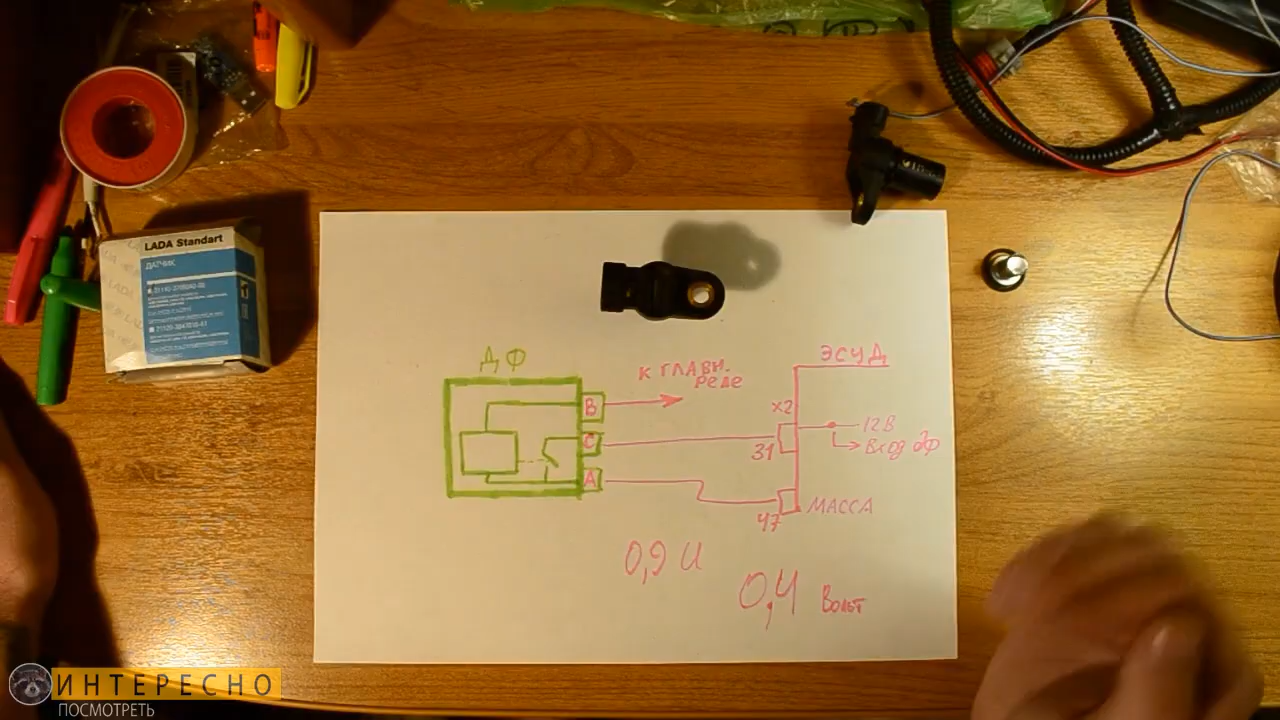 LADA Standart
ДАТЧИК
ДФ
К ГЛАВН.
Реле
ЭСУД
В
С
А
X2
31
12 В
Вход ДФ
47
МАССА
0,9 U
0,4 Вольт
ИНТЕРЕСНО
ПОСМОТРЕТЬ